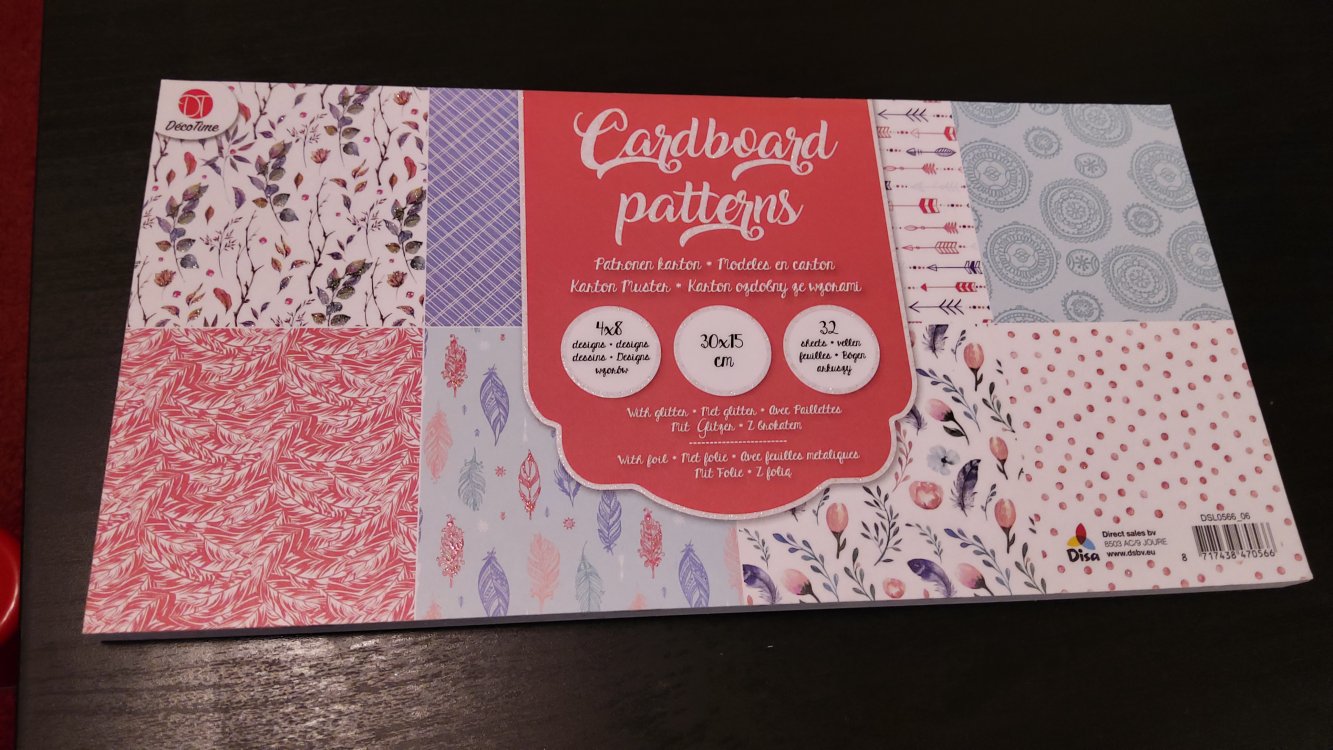 DT
DécoTime
Cardboard
patterns
Patronen karton • Modeles en carton
Karton Muster • Karton ozdobny ze wzorami
4x8
designs • designs
dessins • Designs
wzorów
30x15
cm
32
sheets • vellen
feuilles • Bögen
arkuszy
With glitter • Met glitter • Avec Paillettes
Mit Glitzer • Z brokatem
With foil • Met folie • Avec feuilles metaliques
Mit Folie • Z folią
Disa
Direct sales bv
8503 AC/9 JOURE
www.dsbv.eu
DSL0566_06
8 717438 470566